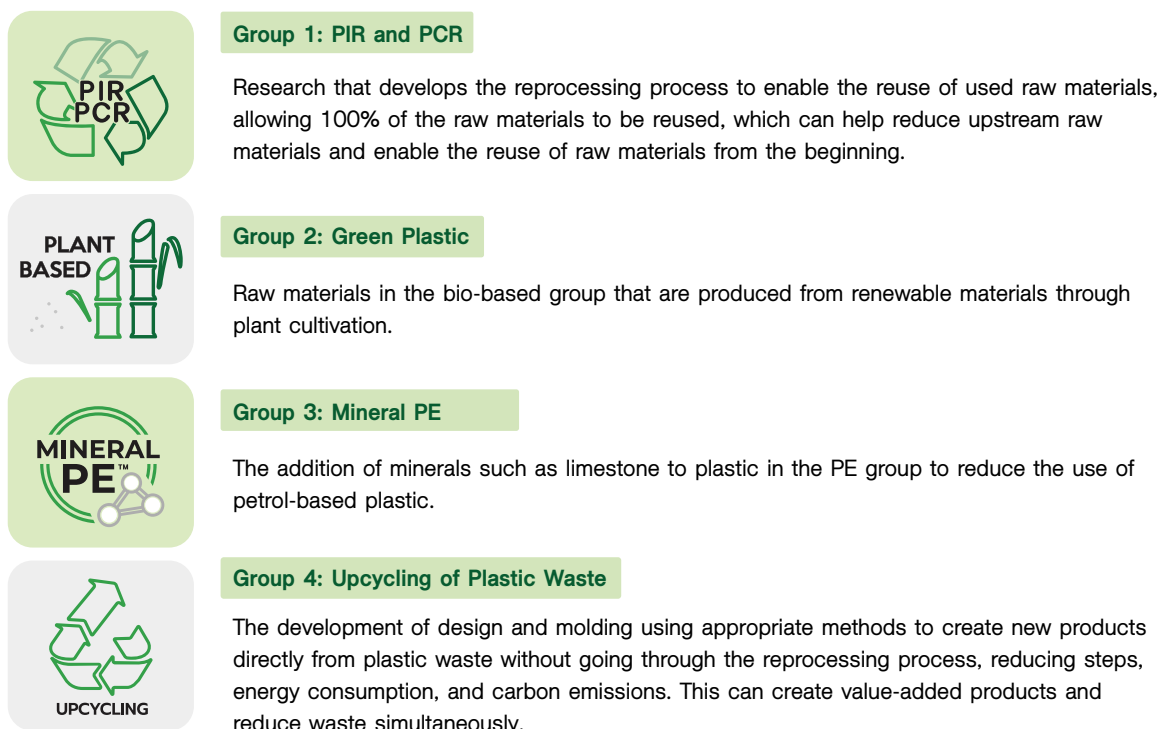 PIR
PCR
Group 1: PIR and PCR
Research that develops the reprocessing process to enable the reuse of used raw materials,
allowing 100% of the raw materials to be reused, which can help reduce upstream raw
materials and enable the reuse of raw materials from the beginning.
PLANT
BASED
Group 2: Green Plastic
Raw materials in the bio-based group that are produced from renewable materials through
plant cultivation.
MINERAL
PE™
Group 3: Mineral PE
The addition of minerals such as limestone to plastic in the PE group to reduce the use of
petrol-based plastic.
UPCYCLING
Group 4: Upcycling of Plastic Waste
The development of design and molding using appropriate methods to create new products
directly from plastic waste without going through the reprocessing process, reducing steps,
energy consumption, and carbon emissions. This can create value-added products and
reduce waste simultaneously.